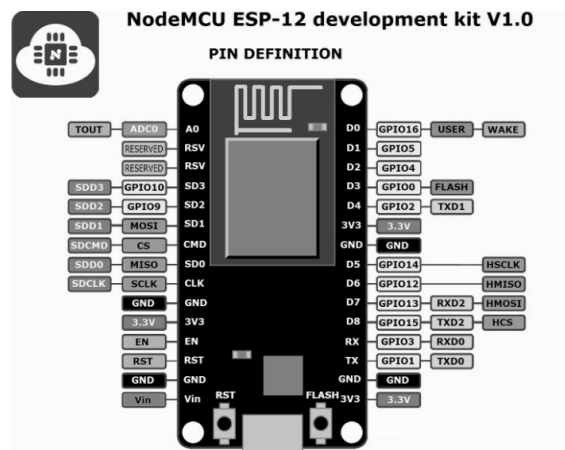 NodeMCU ESP-12 development kit V1.0
PIN DEFINITION
TOUT ADC0 A0 D0 GPIO16 USER WAKE
RESERVED RSV D1 GPIO5
RESERVED RSV D2 GPIO4
SDD3 GPIO10 SD3 D3 GPIO0 FLASH
SDD2 GPIO9 SD2 D4 GPIO2 TXD1
SDD1 MOSI SD1 3V3 3.3V
SDCMD CS CMD GND GND
SDD0 MISO SD0 D5 GPIO14 HSCLK
SDCLK SCLK CLK D6 GPIO12 HMISO
GND GND D7 GPIO13 RXD2 HMOSI
3.3V 3V3 D8 GPIO15 TXD2 HCS
EN EN RX GPIO3 RXD0
RST RST TX GPIO1 TXD0
GND GND GND GND
Vin Vin RST FLASH 3V3 3.3V